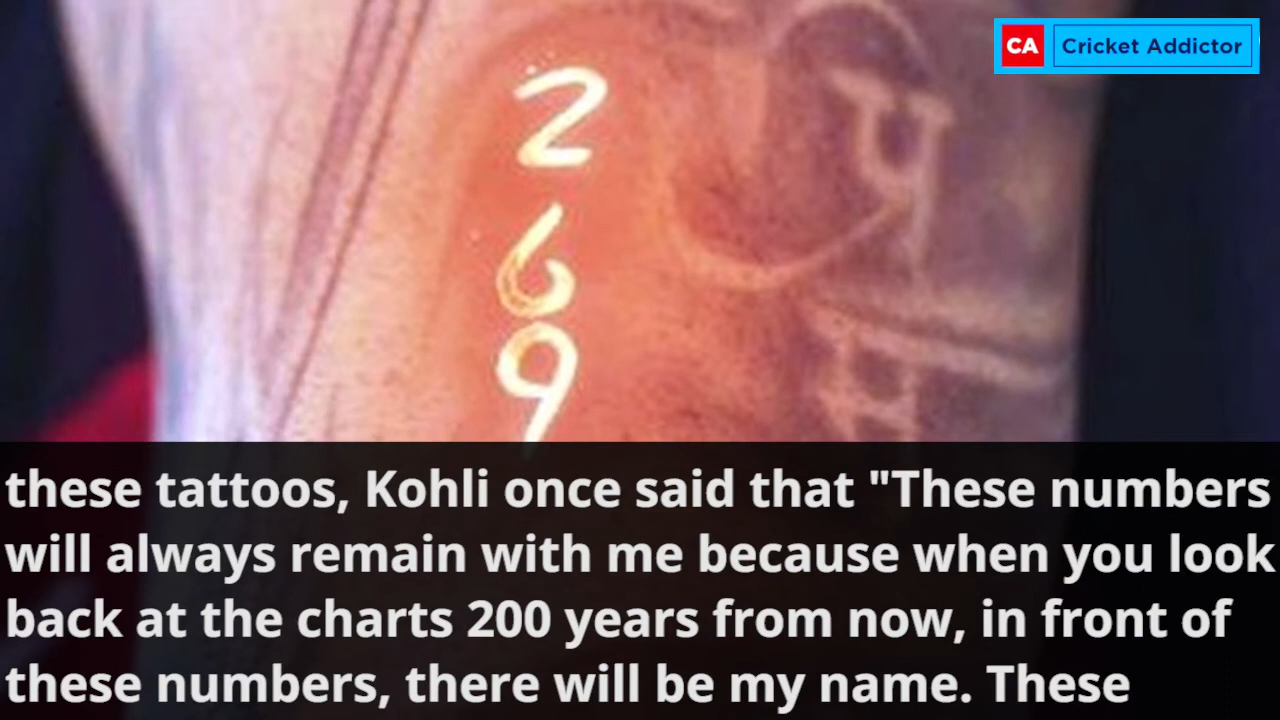 CA Cricket Addictor
2
6
9
these tattoos, Kohli once said that "These numbers
will always remain with me because when you look
back at the charts 200 years from now, in front of
these numbers, there will be my name. These